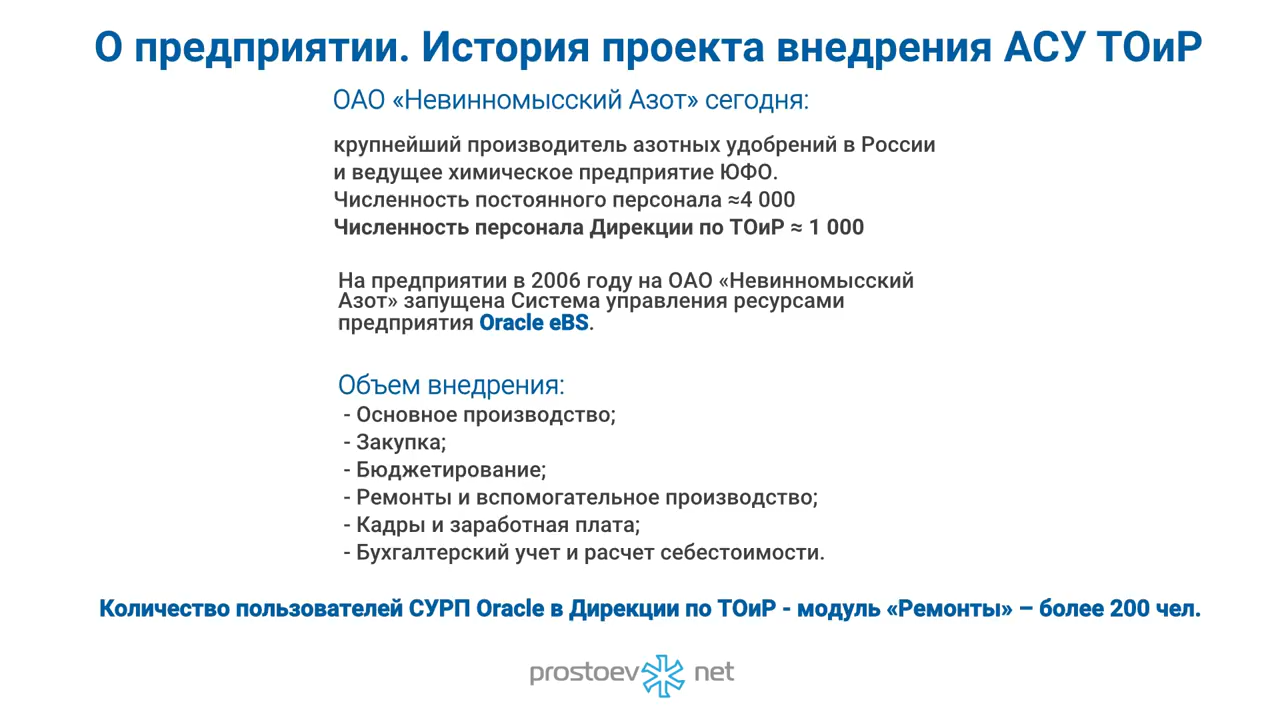 О предприятии. История проекта внедрения АСУ ТОиР
ОАО «Невинномысский Азот» сегодня:
крупнейший производитель азотных удобрений в России
и ведущее химическое предприятие ЮФО.
Численность постоянного персонала ≈4 000
Численность персонала Дирекции по ТОиР ≈ 1 000
На предприятии в 2006 году на ОАО «Невинномысский
Азот» запущена Система управления ресурсами
предприятия Oracle eBS.
Объем внедрения:
- Основное производство;
- Закупка;
- Бюджетирование;
- Ремонты и вспомогательное производство;
- Кадры и заработная плата;
- Бухгалтерский учет и расчет себестоимости.
Количество пользователей СУРП Oracle в Дирекции по ТОиР - модуль «Ремонты» – более 200 чел.
prostoev net